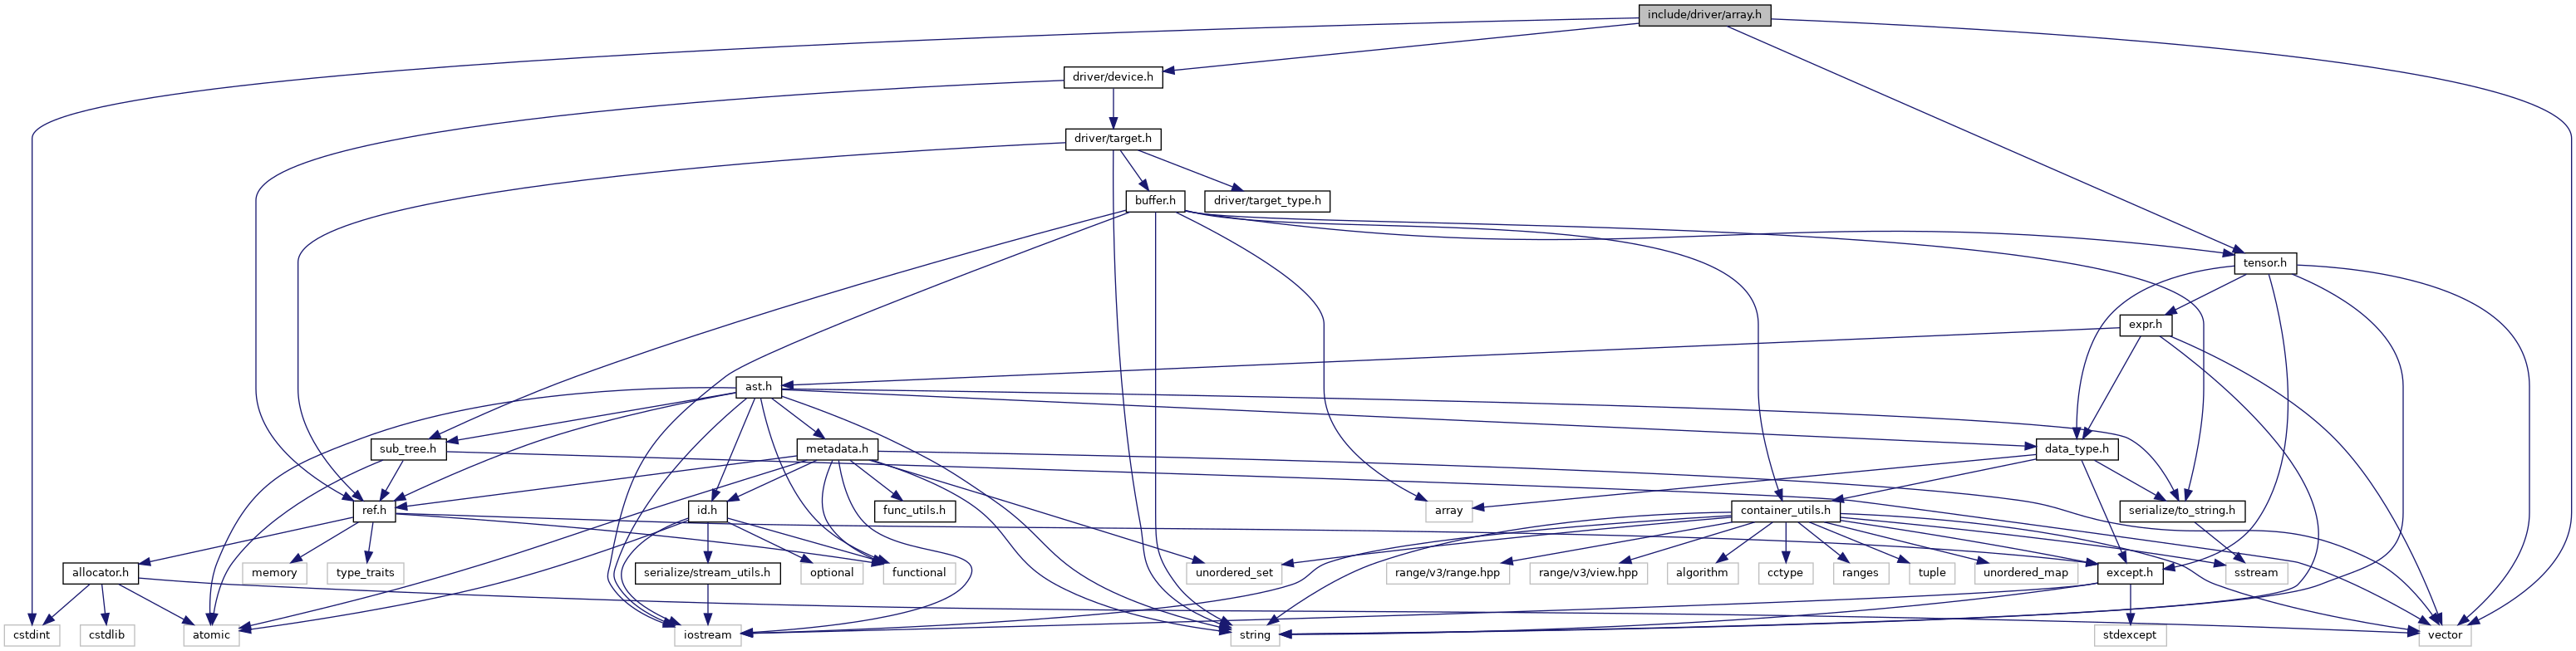 include/driver/array.h
driver/device.h
driver/target.h
buffer.h
driver/target_type.h
tensor.h
expr.h
ast.h
sub_tree.h
metadata.h
data_type.h
ref.h
id.h
func_utils.h
array
container_utils.h
serialize/to_string.h
allocator.h
memory
type_traits
serialize/stream_utils.h
optional
functional
unordered_set
range/v3/range.hpp
range/v3/view.hpp
algorithm
cctype
ranges
tuple
unordered_map
except.h
sstream
cstdint
cstdlib
atomic
iostream
string
stdexcept
vector